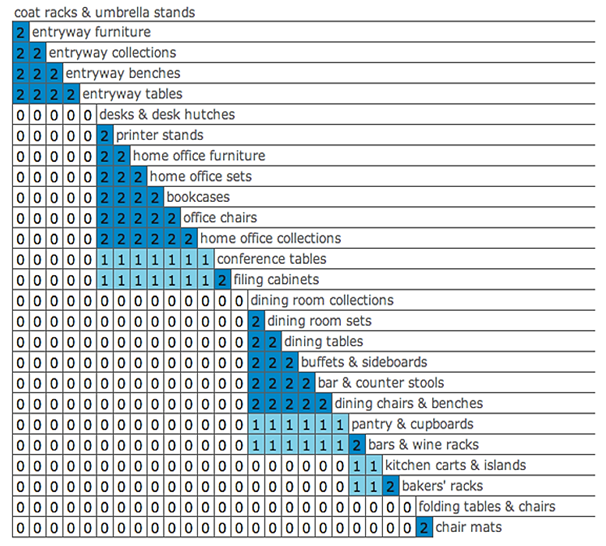 coat racks & umbrella stands
2 entryway furniture
2 2 entryway collections
2 2 2 entryway benches
2 2 2 2 entryway tables
0 0 0 0 0 desks & desk hutches
0 0 0 0 0 2 printer stands
0 0 0 0 0 2 2 home office furniture
0 0 0 0 0 2 2 2 home office sets
0 0 0 0 0 2 2 2 2 bookcases
0 0 0 0 0 2 2 2 2 2 office chairs
0 0 0 0 0 2 2 2 2 2 2 home office collections
0 0 0 0 0 1 1 1 1 1 1 1 conference tables
0 0 0 0 0 1 1 1 1 1 1 1 2 filing cabinets
0 0 0 0 0 0 0 0 0 0 0 0 0 0 dining room collections
0 0 0 0 0 0 0 0 0 0 0 0 0 0 2 dining room sets
0 0 0 0 0 0 0 0 0 0 0 0 0 0 2 2 dining tables
0 0 0 0 0 0 0 0 0 0 0 0 0 0 2 2 2 buffets & sideboards
0 0 0 0 0 0 0 0 0 0 0 0 0 0 2 2 2 2 bar & counter stools
0 0 0 0 0 0 0 0 0 0 0 0 0 0 2 2 2 2 2 dining chairs & benches
0 0 0 0 0 0 0 0 0 0 0 0 0 0 1 1 1 1 1 1 pantry & cupboards
0 0 0 0 0 0 0 0 0 0 0 0 0 0 1 1 1 1 1 1 2 bars & wine racks
0 0 0 0 0 0 0 0 0 0 0 0 0 0 0 0 0 0 0 0 1 1 kitchen carts & islands
0 0 0 0 0 0 0 0 0 0 0 0 0 0 0 0 0 0 0 0 1 1 2 bakers' racks
0 0 0 0 0 0 0 0 0 0 0 0 0 0 0 0 0 0 0 0 0 0 0 0 folding tables & chairs
0 0 0 0 0 0 0 0 0 0 0 0 0 0 0 0 0 0 0 0 0 0 0 0 2 chair mats